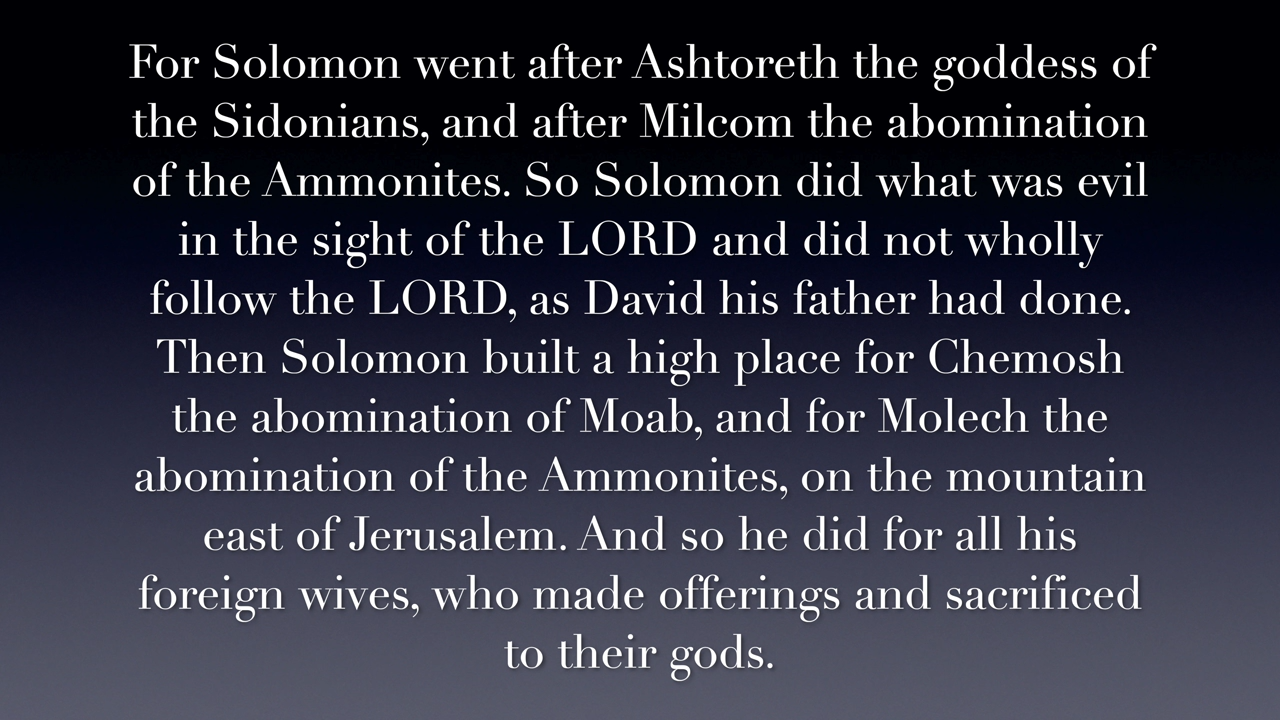 For Solomon went after Ashtoreth the goddess of
the Sidonians, and after Milcom the abomination
of the Ammonites. So Solomon did what was evil
in the sight of the LORD and did not wholly
follow the LORD, as David his father had done.
Then Solomon built a high place for Chemosh
the abomination of Moab, and for Molech the
abomination of the Ammonites, on the mountain
east of Jerusalem. And so he did for all his
foreign wives, who made offerings and sacrificed
to their gods.